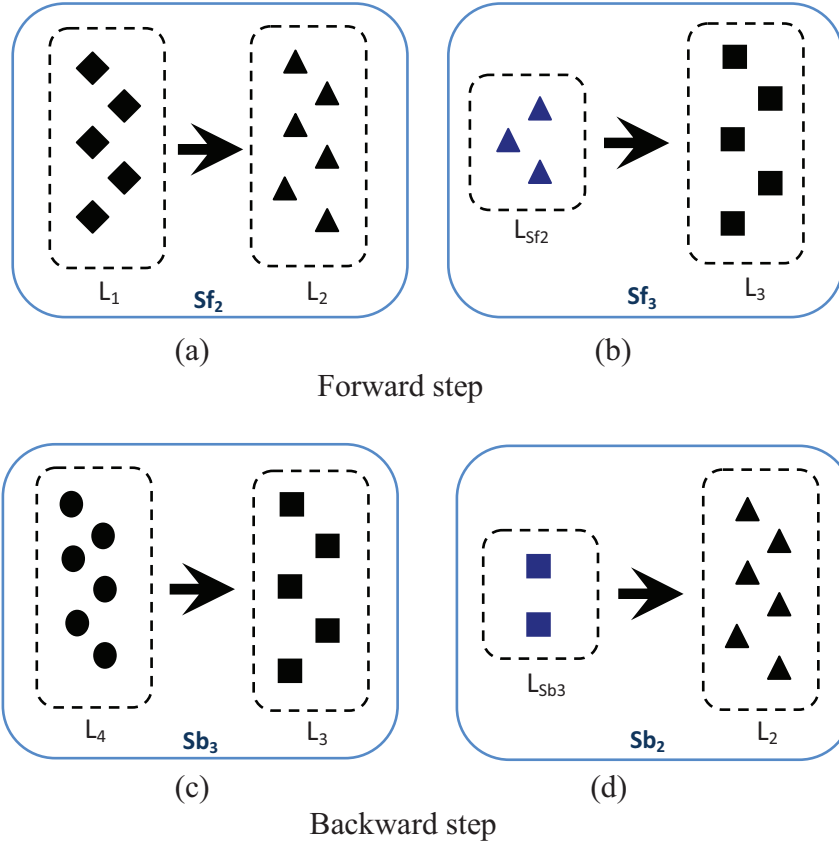 L1 Sf2 L2
LSf2
Sf3 L3
(a) (b)
Forward step
L4 Sb3 L3
LSb3
Sb2 L2
(c) (d)
Backward step